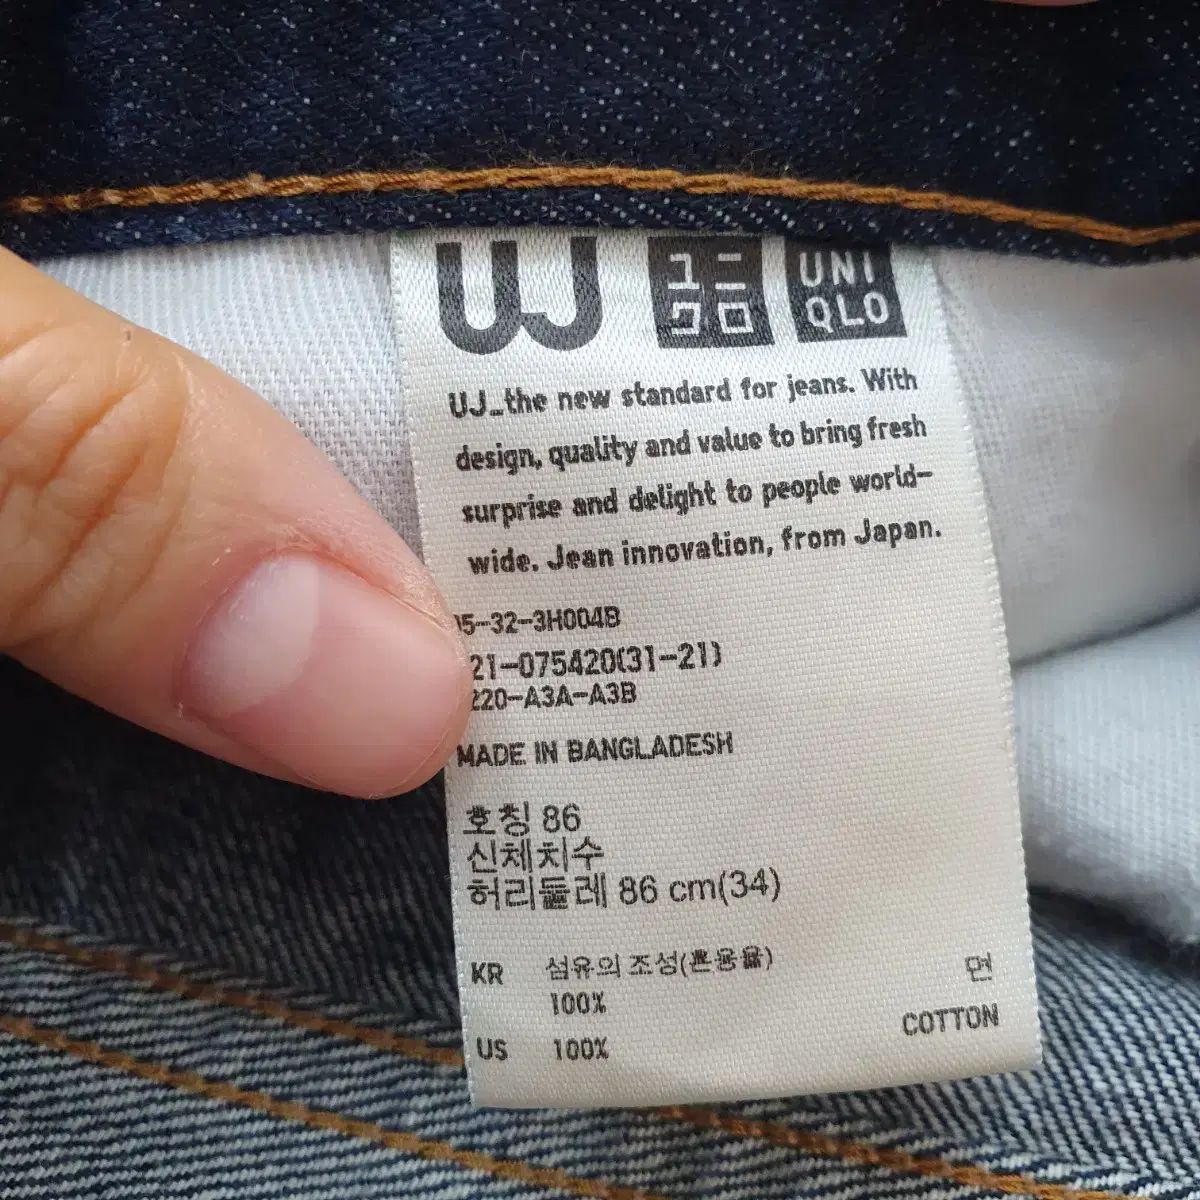 UJ ユニ UNI
クロ QLO
UJ_the new standard for jeans. With
design, quality and value to bring fresh
surprise and delight to people world-
wide. Jean innovation, from Japan.
5-32-3H004B
21-075420(31-21)
220-A3A-A3B
MADE IN BANGLADESH
호칭 86
신체치수
허리둘레 86 cm(34)
KR 섬유의 조성(혼용율) 면
100%
US 100% COTTON